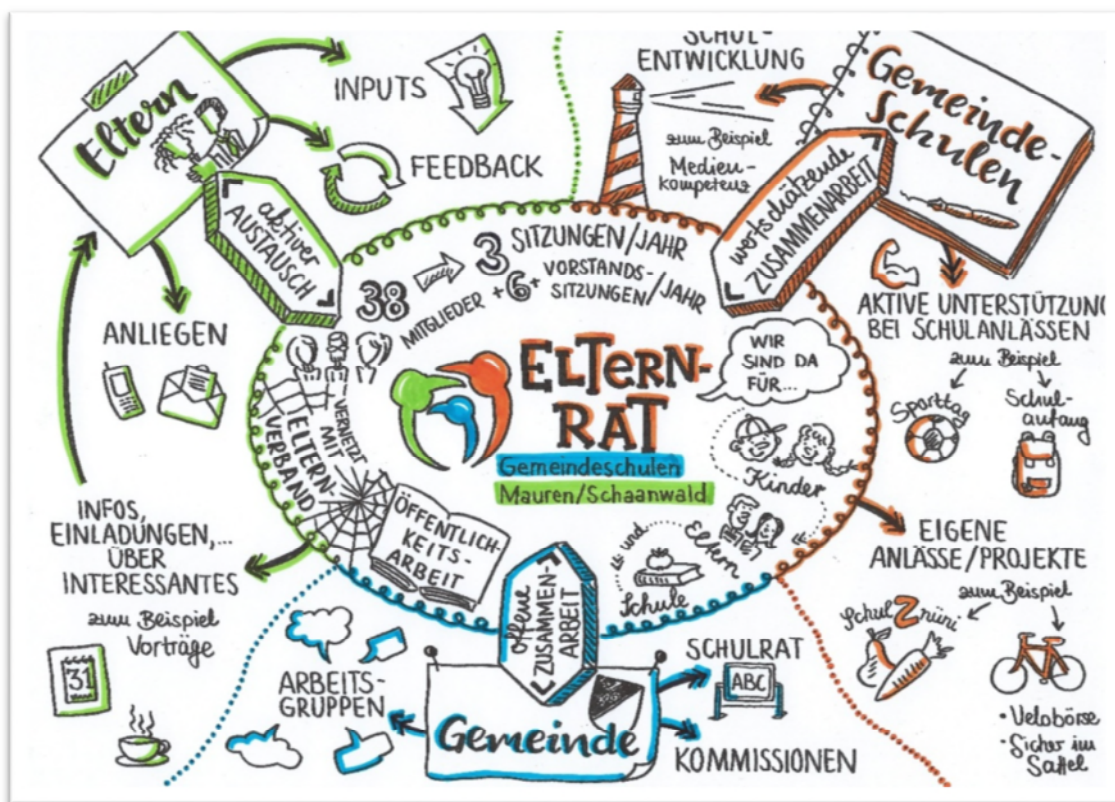 Eltern
INPUTS
FEEDBACK
aktiver
AUSTAUSCH
ANLIEGEN
SCHUL-
ENTWICKLUNG
zum Beispiel
Medien-
kompetenz
Gemeinde-
Schulen
wertschätzende
ZUSAMMENARBEIT
AKTIVE UNTERSTÜTZUNG
BEI SCHULANLÄSSEN
zum Beispiel
Sporttag
Schul-
anfang
38
MITGLIEDER
3 SITZUNGEN/JAHR
+6+ VORSTANDS-
SITZUNGEN/JAHR
ELTERN-
RAT
Gemeindeschulen
Mauren/Schaanwald
WIR
SIND DA
FÜR...
Kinder
Eltern
und
Schule
VERNETZT
MIT
ELTERN-
VERBAND
ÖFFENTLICH-
KEITS-
ARBEIT
INFOS,
EINLADUNGEN,...
ÜBER
INTERESSANTES
zum Beispiel
Vorträge
31
EIGENE
ANLÄSSE/PROJEKTE
zum Beispiel
Schul Znüni
• Velobörse
• Sicher im
Sattel
offene
ZUSAMMEN-
ARBEIT
Gemeinde
ARBEITS-
GRUPPEN
SCHULRAT
ABC
KOMMISSIONEN